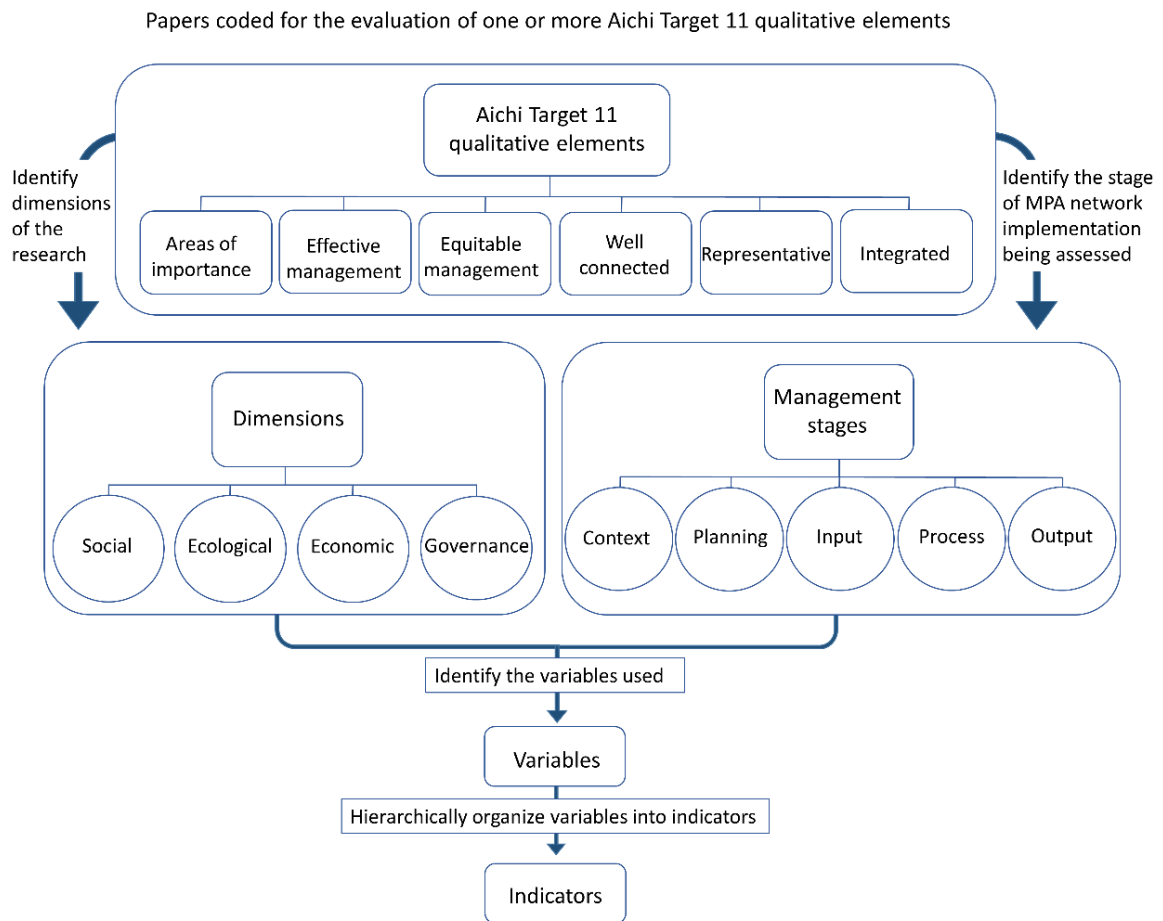 Papers coded for the evaluation of one or more Aichi Target 11 qualitative elements
Aichi Target 11
qualitative elements
Identify
dimensions
of the
research
Identify the stage
of MPA network
implementation
being assessed
Areas of
importance
Effective
management
Equitable
management
Well
connected
Representative
Integrated
Dimensions
Social
Ecological
Economic
Governance
Management
stages
Context
Planning
Input
Process
Output
Identify the variables used
Variables
Hierarchically organize variables into indicators
Indicators